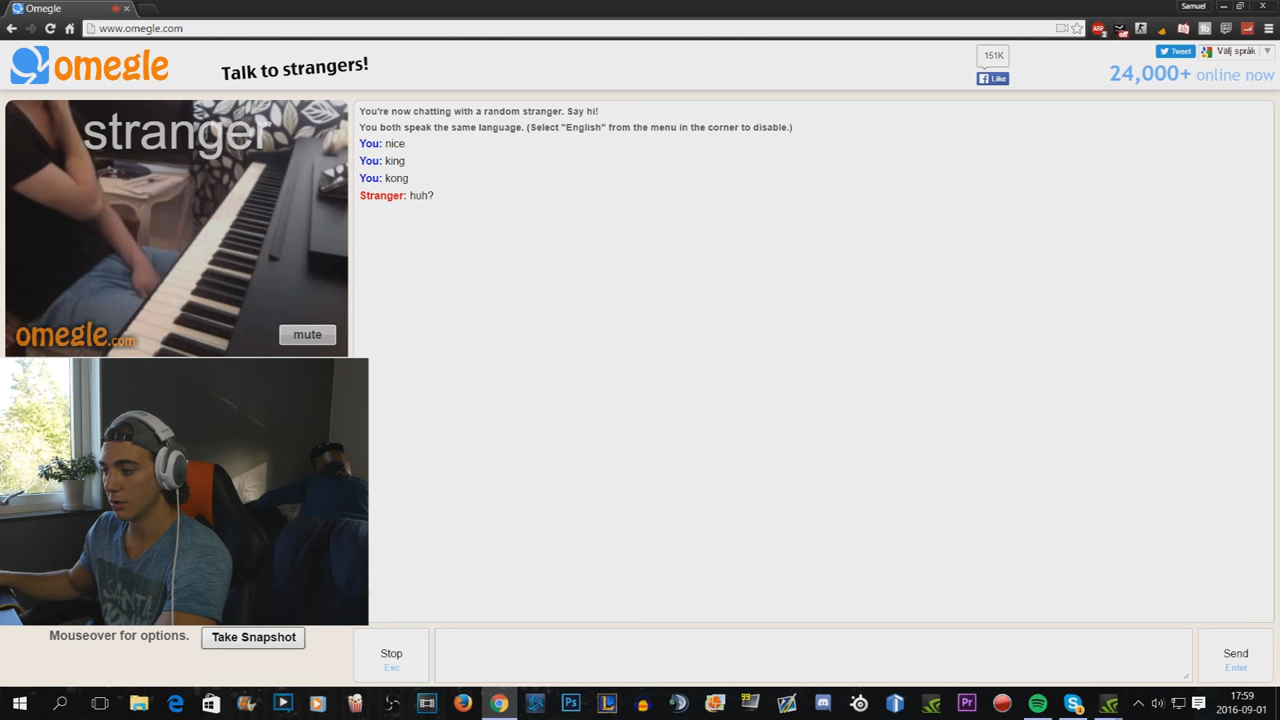 Omegle
Samuel
www.omegle.com
omegle
Talk to strangers!
151K
Like
Tweet
Välj språk
24,000+ online now
stranger
omegle.com
mute
You're now chatting with a random stranger. Say hi!
You both speak the same language. (Select "English" from the menu in the corner to disable.)
You: nice
You: king
You: kong
Stranger: huh?
Mouseover for options.
Take Snapshot
Stop
Esc
Send
Enter
17:59
2016-09-01